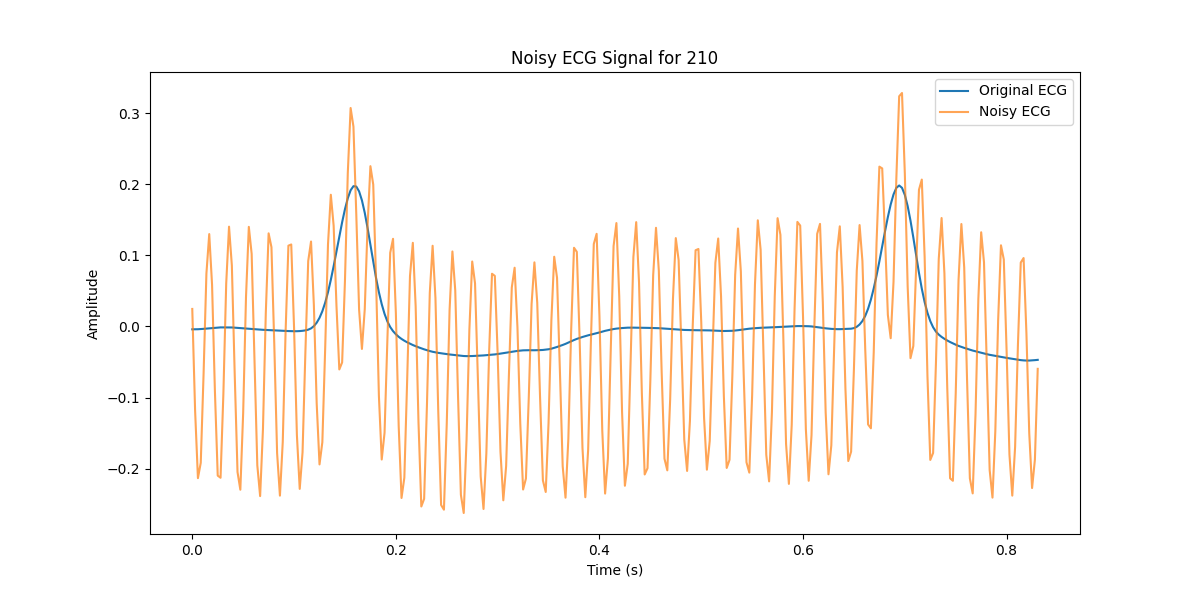 Noisy ECG Signal for 210
Original ECG
Noisy ECG
Amplitude
0.3
0.2
0.1
0.0
−0.1
−0.2
0.0 0.2 0.4 0.6 0.8
Time (s)